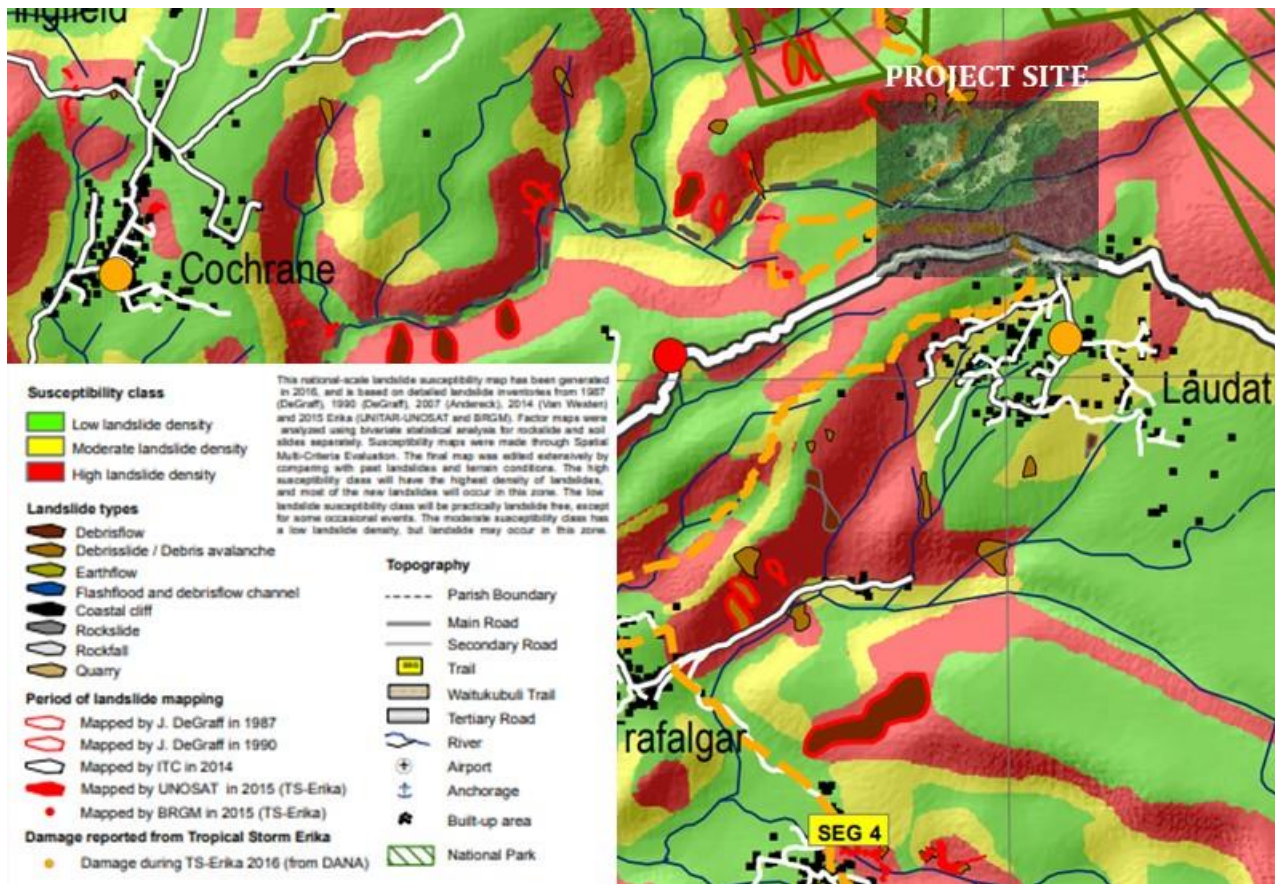 ingfield
PROJECT SITE
Cochrane
Laudat
Trafalgar
SEG 4
Susceptibility class
Low landslide density
Moderate landslide density
High landslide density
This national-scale landslide susceptibility map has been generated
in 2016, and is based on detailed landslide inventories from 1987
(DeGraff), 1990 (DeGraff), 2007 (Andereck), 2014 (Van Westen)
and 2015 Erika (UNITAR-UNOSAT and BRGM). Factor maps were
analyzed using bivariate statistical analysis for rockslide and soil
slides separately. Susceptibility maps were made through Spatial
Multi-Criteria Evaluation. The final map was edited extensively by
comparing with past landslides and terrain conditions. The high
susceptibility class will have the highest density of landslides,
and most of the new landslides will occur in this zone. The low
landslide susceptibility class will be practically landslide free, except
for some occasional events. The moderate susceptibility class has
a low landslide density, but landslide may occur in this zone.
Landslide types
Debrisflow
Debrisslide / Debris avalanche
Earthflow
Flashflood and debrisflow channel
Coastal cliff
Rockslide
Rockfall
Quarry
Period of landslide mapping
Mapped by J. DeGraff in 1987
Mapped by J. DeGraff in 1990
Mapped by ITC in 2014
Mapped by UNOSAT in 2015 (TS-Erika)
Mapped by BRGM in 2015 (TS-Erika)
Damage reported from Tropical Storm Erika
Damage during TS-Erika 2016 (from DANA)
Topography
Parish Boundary
Main Road
Secondary Road
Trail
Waitukubuli Trail
Tertiary Road
River
Airport
Anchorage
Built-up area
National Park